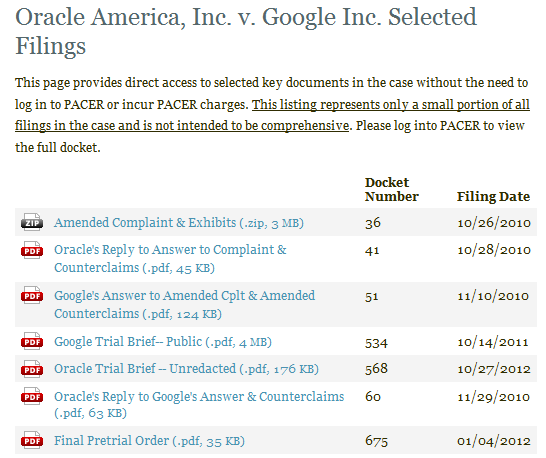 Oracle America, Inc. v. Google Inc. Selected
Filings
This page provides direct access to selected key documents in the case without the need to
log in to PACER or incur PACER charges. This listing represents only a small portion of all
filings in the case and is not intended to be comprehensive. Please log into PACER to view
the full docket.
Docket
Number Filing Date
ZIP Amended Complaint & Exhibits (.zip, 3 MB) 36 10/26/2010
PDF Oracle's Reply to Answer to Complaint & 41 10/28/2010
Counterclaims (.pdf, 45 KB)
PDF Google's Answer to Amended Cplt & Amended 51 11/10/2010
Counterclaims (.pdf, 124 KB)
PDF Google Trial Brief-- Public (.pdf, 4 MB) 534 10/14/2011
PDF Oracle Trial Brief -- Unredacted (.pdf, 176 KB) 568 10/27/2012
PDF Oracle's Reply to Google's Answer & Counterclaims 60 11/29/2010
(.pdf, 63 KB)
PDF Final Pretrial Order (.pdf, 35 KB) 675 01/04/2012